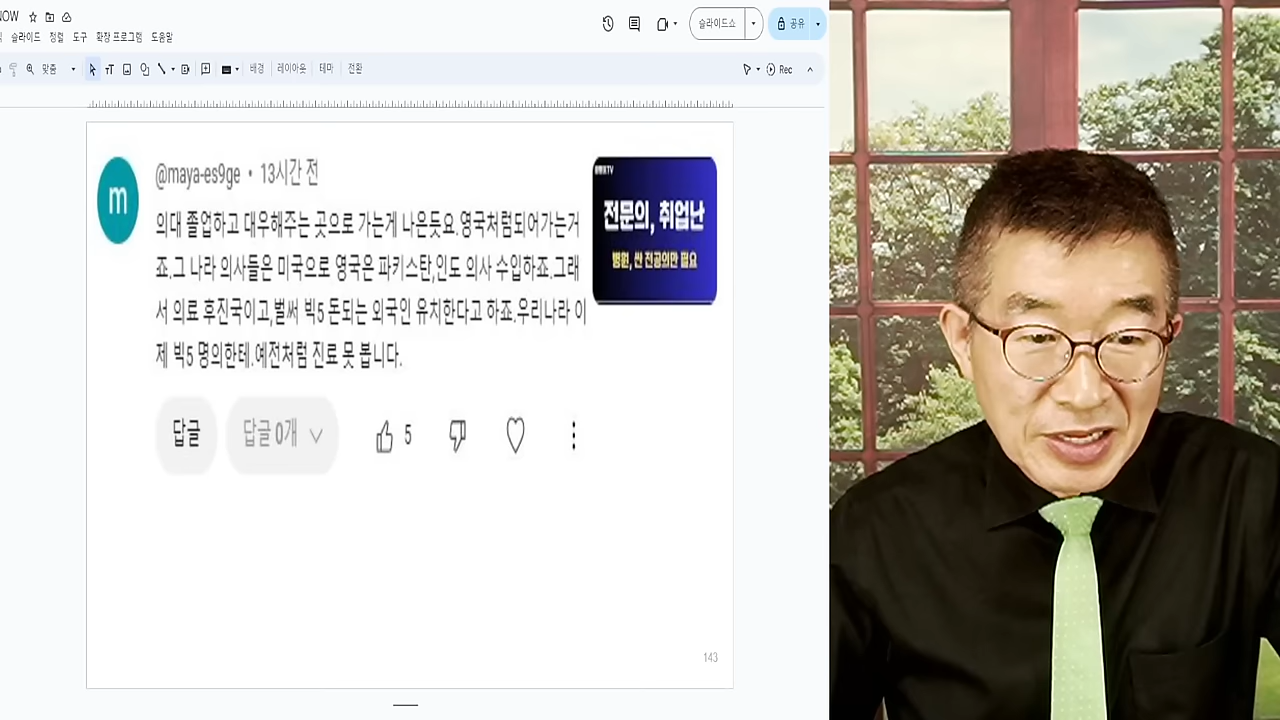 NOW
슬라이드 정렬 도구 확장 프로그램 도움말
슬라이드쇼
공유
맞춤
배경 레이아웃 테마 전환
Rec
m
@maya-es9ge • 13시간 전
의대 졸업하고 대우해주는 곳으로 가는게 나은듯요.영국처럼되어가는거
죠.그 나라 의사들은 미국으로 영국은 파키스탄,인도 의사 수입하죠.그래
서 의료 후진국이고,벌써 빅5 돈되는 외국인 유치한다고 하죠.우리나라 이
제 빅5 명의한테.예전처럼 진료 못 봅니다.
전문의, 취업난
병원, 싼 전공의만 필요
답글
답글 0개
5
143